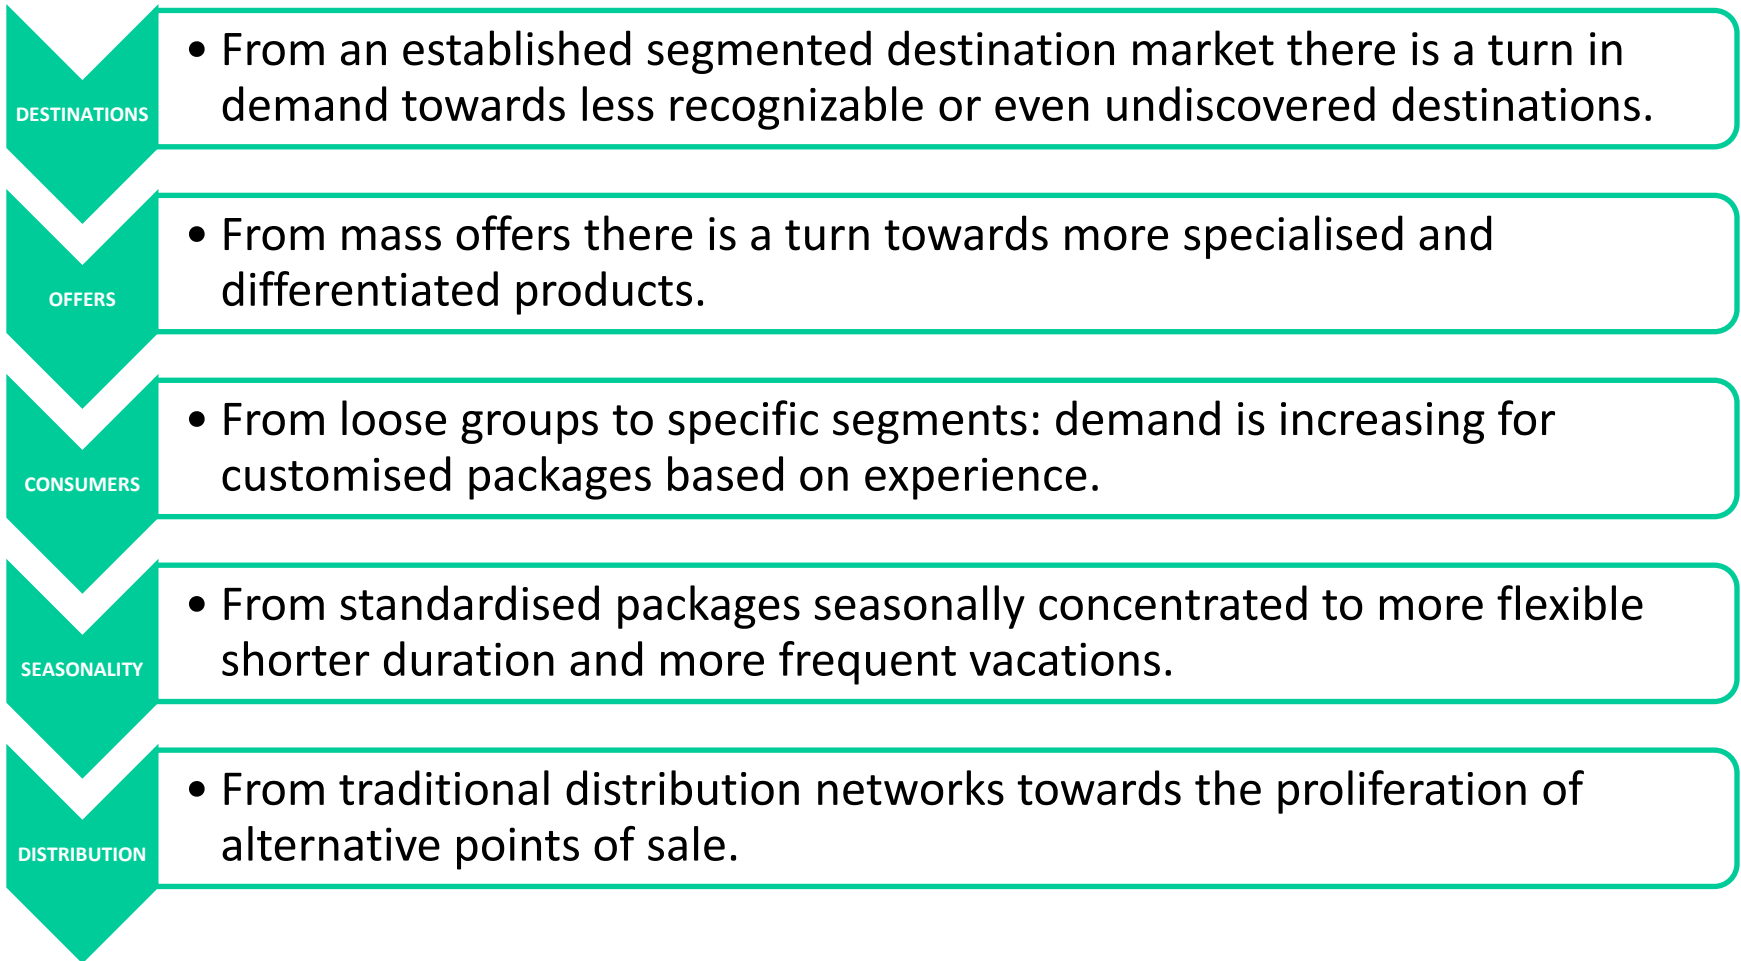 DESTINATIONS
• From an established segmented destination market there is a turn in
demand towards less recognizable or even undiscovered destinations.
OFFERS
• From mass offers there is a turn towards more specialised and
differentiated products.
CONSUMERS
• From loose groups to specific segments: demand is increasing for
customised packages based on experience.
SEASONALITY
• From standardised packages seasonally concentrated to more flexible
shorter duration and more frequent vacations.
DISTRIBUTION
• From traditional distribution networks towards the proliferation of
alternative points of sale.